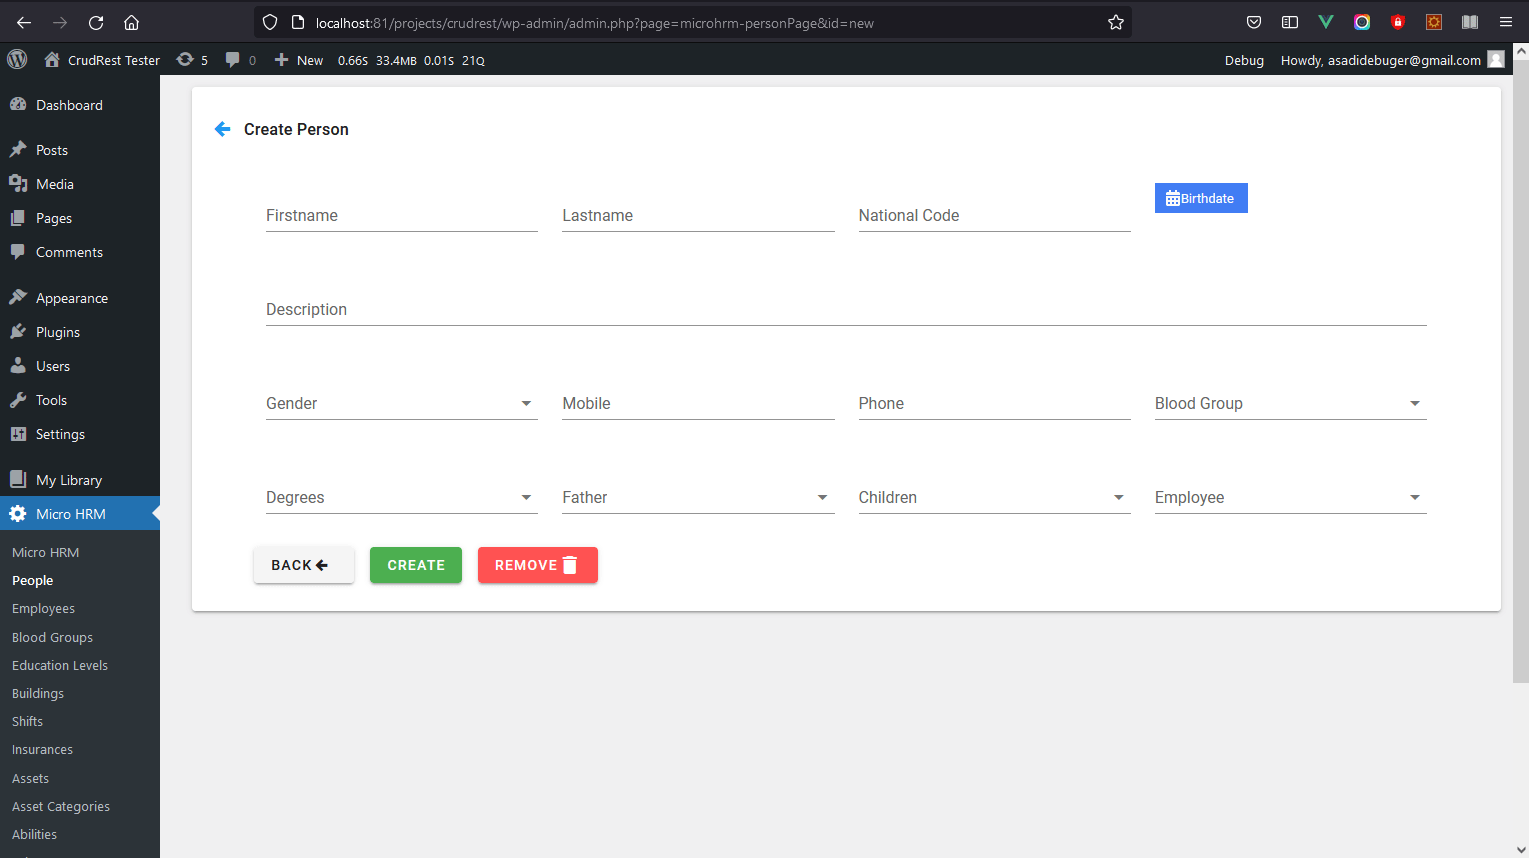 localhost:81/projects/crudrest/wp-admin/admin.php?page=microhrm-personPage&id=new
CrudRest Tester 5 0 New 0.66S 33.4MB 0.01S 21Q Debug Howdy, asadidebuger@gmail.com
Dashboard
Posts
Media
Pages
Comments
Appearance
Plugins
Users
Tools
Settings
My Library
Micro HRM
Micro HRM
People
Employees
Blood Groups
Education Levels
Buildings
Shifts
Insurances
Assets
Asset Categories
Abilities
Create Person
Firstname Lastname National Code Birthdate
Description
Gender Mobile Phone Blood Group
Degrees Father Children Employee
BACK CREATE REMOVE